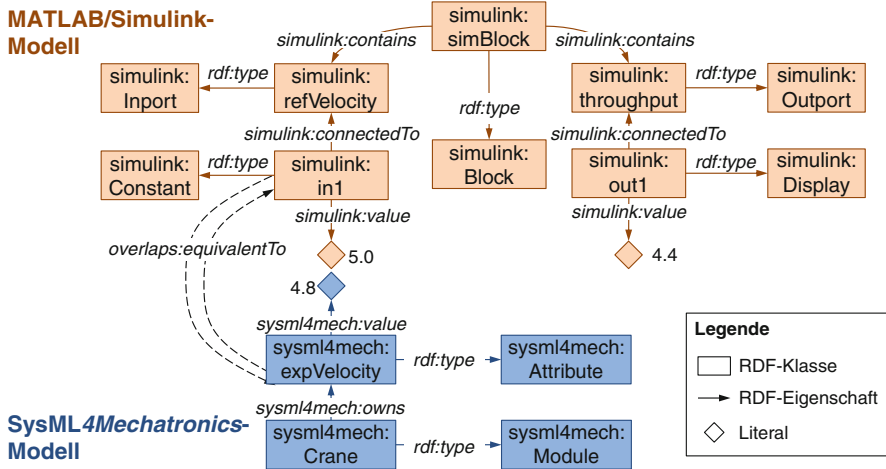 MATLAB/Simulink-
Modell
simulink:
simBlock
simulink:contains
simulink:contains
simulink:
Inport
rdf:type
simulink:
refVelocity
rdf:type
simulink:
throughput
rdf:type
simulink:
Outport
simulink:connectedTo
simulink:connectedTo
simulink:
Constant
rdf:type
simulink:
in1
simulink:
Block
simulink:
out1
rdf:type
simulink:
Display
simulink:value
simulink:value
overlaps:equivalentTo
5.0
4.4
4.8
sysml4mech:value
sysml4mech:
expVelocity
rdf:type
sysml4mech:
Attribute
sysml4mech:owns
SysML4Mechatronics-
Modell
sysml4mech:
Crane
rdf:type
sysml4mech:
Module
Legende
RDF-Klasse
RDF-Eigenschaft
Literal